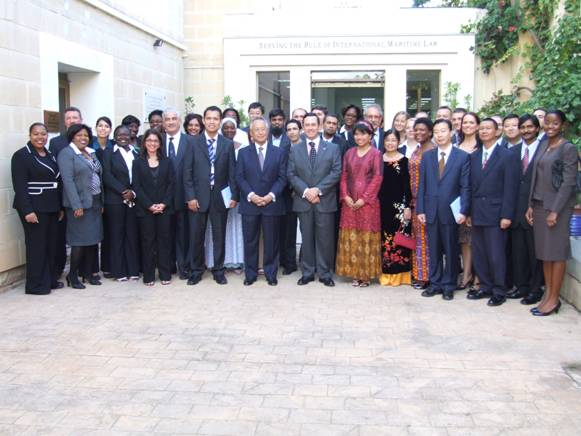 SERVING THE RULE OF INTERNATIONAL MARITIME LAW